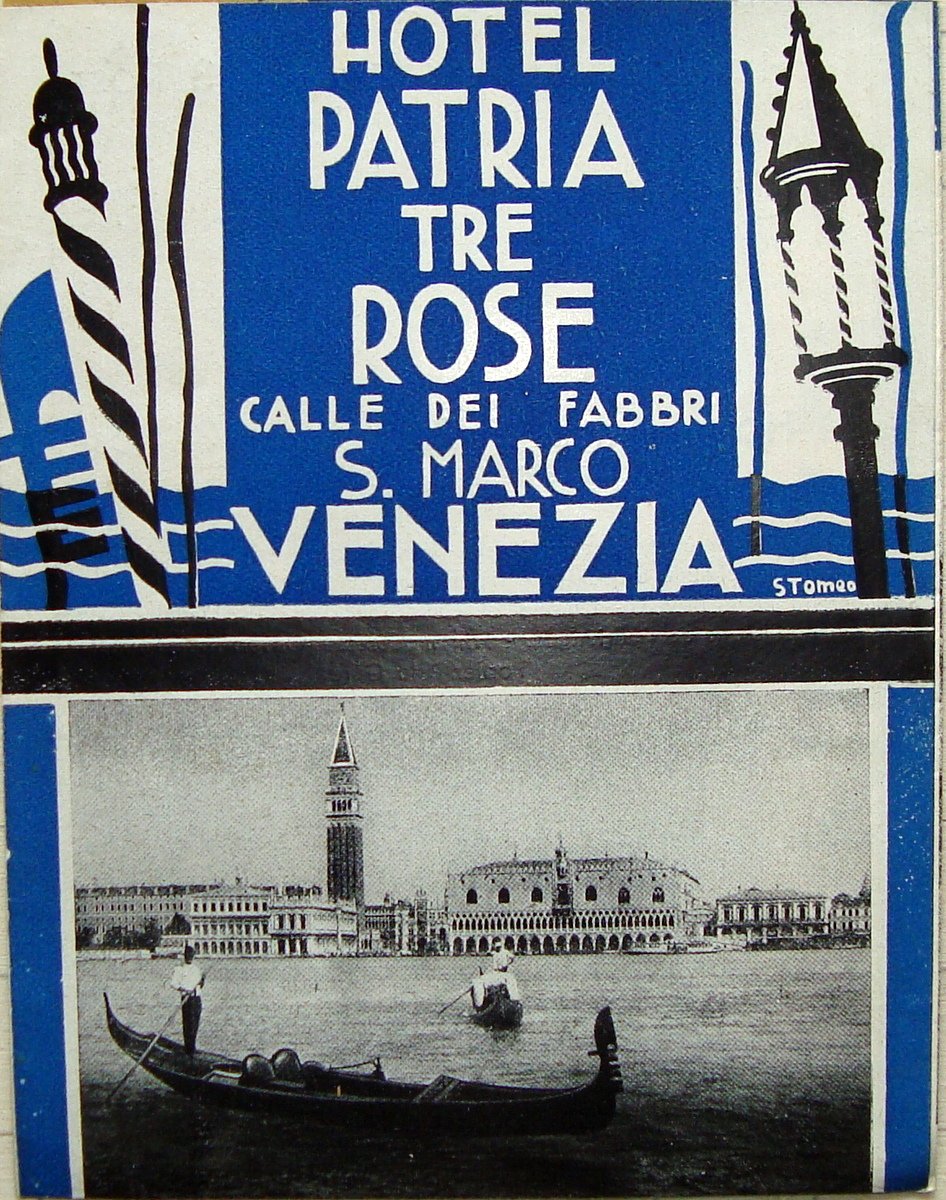 HOTEL
PATRIA
TRE
ROSE
CALLE DEI FABBRI
S. MARCO
VENEZIA
STomeo